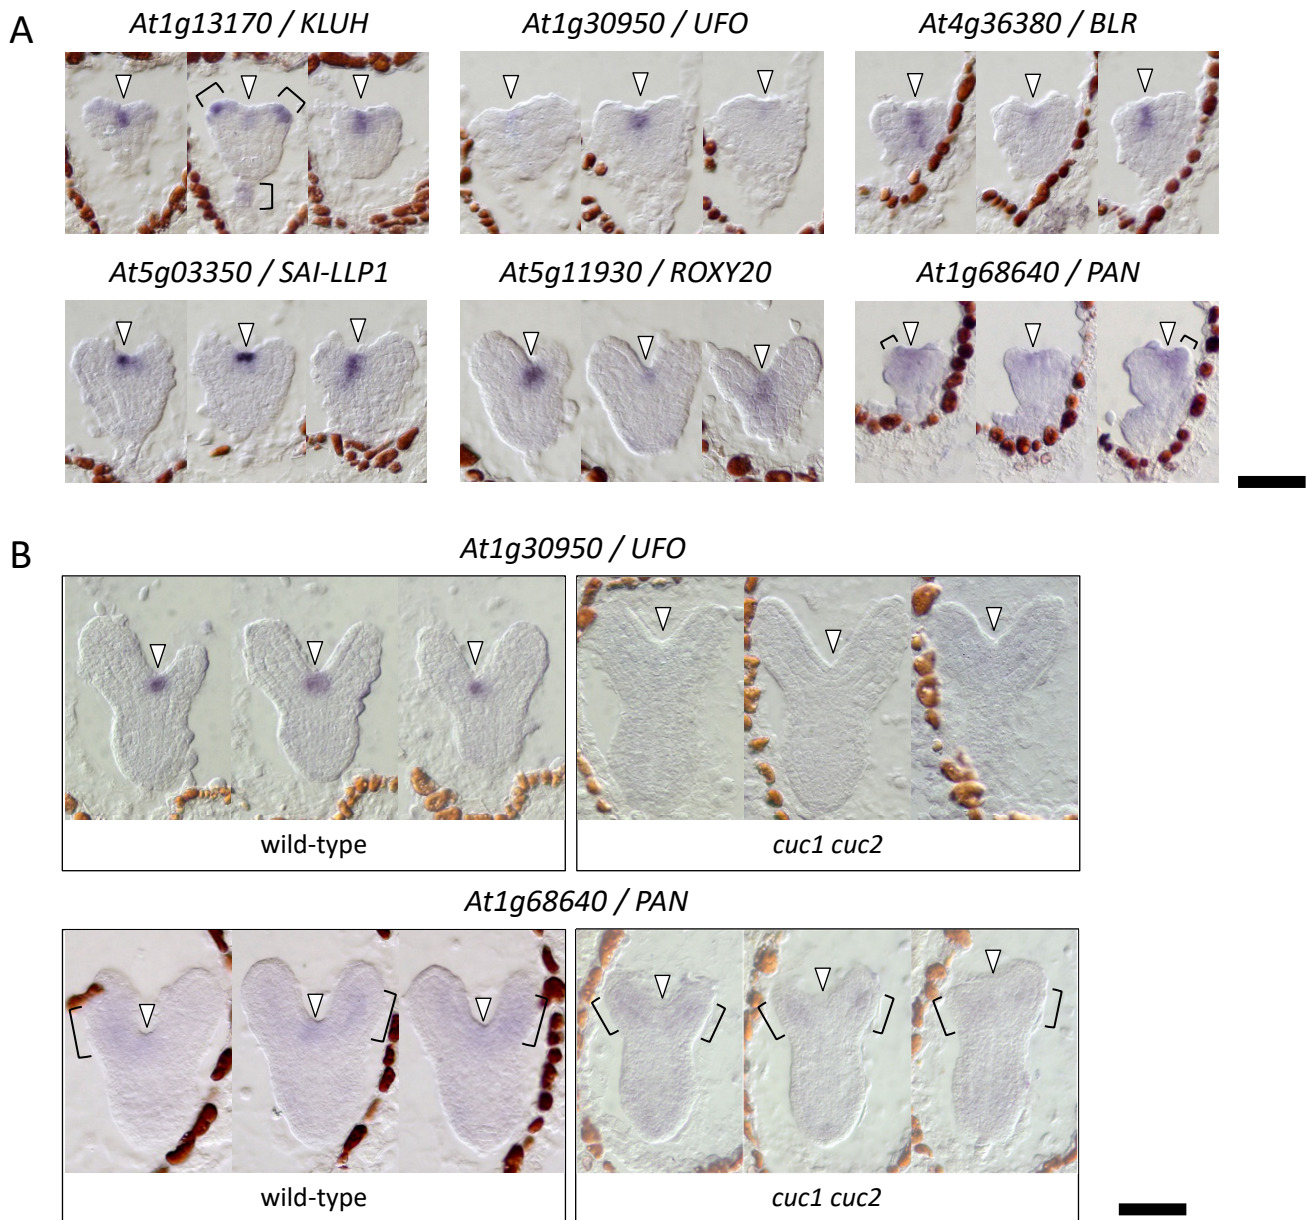 A
At1g13170 / KLUH
At1g30950 / UFO
At4g36380 / BLR
At5g03350 / SAI-LLP1
At5g11930 / ROXY20
At1g68640 / PAN
B
At1g30950 / UFO
wild-type
cuc1 cuc2
At1g68640 / PAN
wild-type
cuc1 cuc2